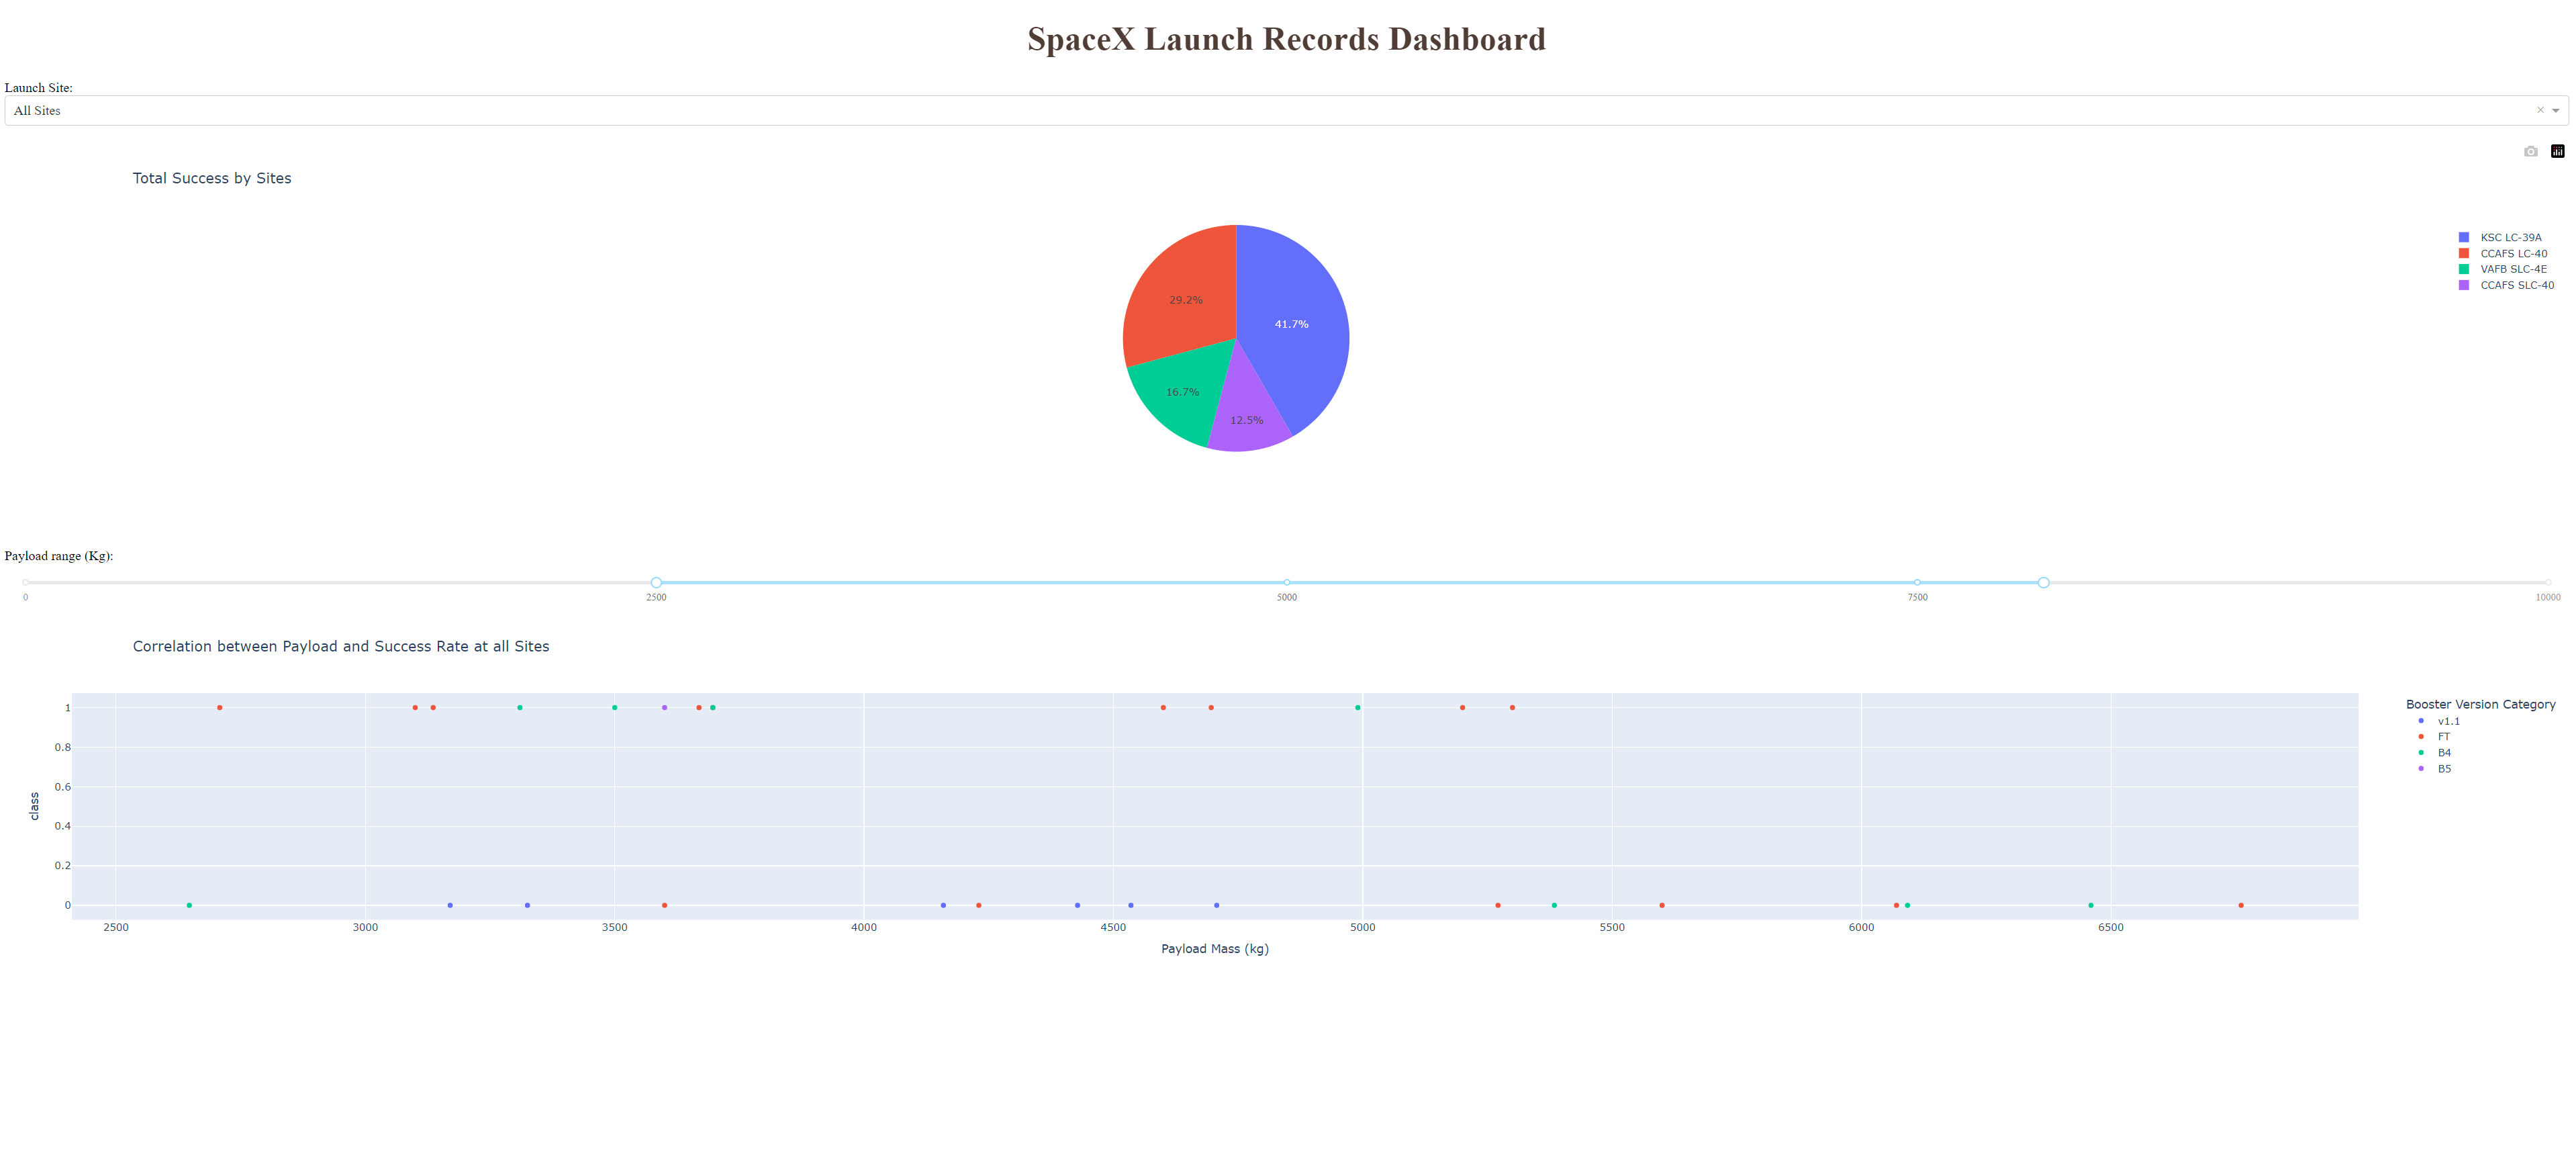 SpaceX Launch Records Dashboard
Launch Site:
All Sites
Total Success by Sites
KSC LC-39A
CCAFS LC-40
VAFB SLC-4E
CCAFS SLC-40
29.2%
41.7%
16.7%
12.5%
Payload range (Kg):
0 2500 5000 7500 10000
Correlation between Payload and Success Rate at all Sites
Booster Version Category
v1.1
FT
B4
B5
class
1
0.8
0.6
0.4
0.2
0
2500 3000 3500 4000 4500 5000 5500 6000 6500
Payload Mass (kg)